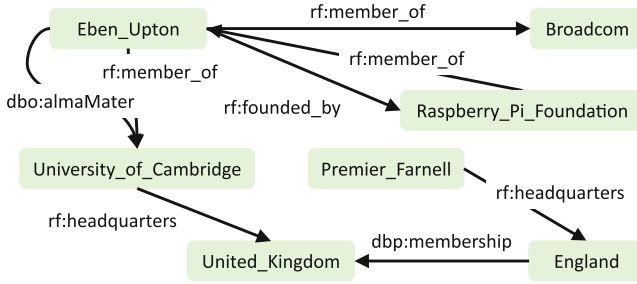 rf:member_of
Eben_Upton
Broadcom
rf:member_of
rf:member_of
dbo:almaMater
rf:founded_by
Raspberry_Pi_Foundation
University_of_Cambridge
Premier_Farnell
rf:headquarters
rf:headquarters
dbp:membership
United_Kingdom
England